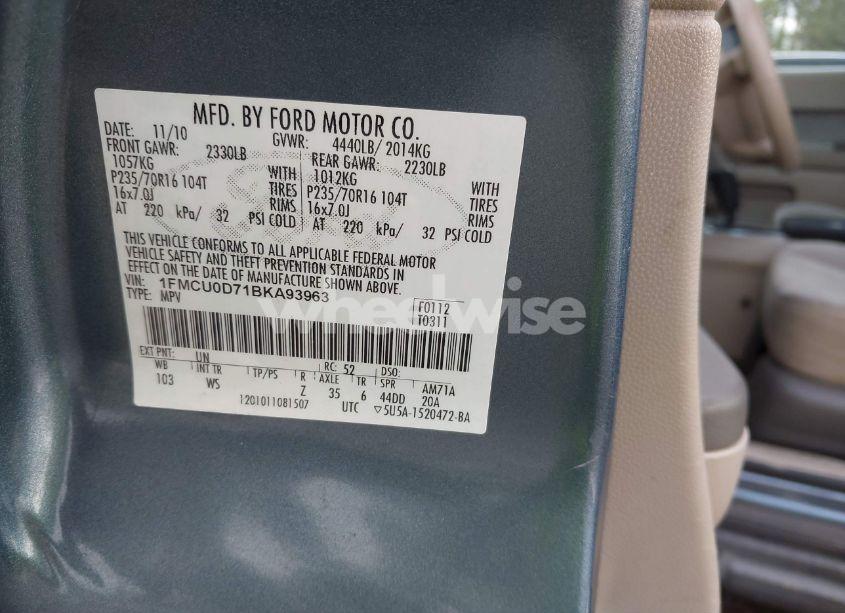 MFD. BY FORD MOTOR CO.
DATE: 11/10 GVWR: 4440LB/ 2014KG
FRONT GAWR: 2330LB REAR GAWR: 2230LB
1057KG WITH 1012KG WITH
P235/70R16 104T TIRES P235/70R16 104T TIRES
16x7.0J RIMS 16x7.0J RIMS
AT 220 kPa/ 32 PSI COLD AT 220 kPa/ 32 PSI COLD
THIS VEHICLE CONFORMS TO ALL APPLICABLE FEDERAL MOTOR
VEHICLE SAFETY AND THEFT PREVENTION STANDARDS IN
EFFECT ON THE DATE OF MANUFACTURE SHOWN ABOVE.
VIN: 1FMCU0D71BKA93963 F0112
TYPE: MPV T0311
wheelwise
EXT PNT: UN RC: 52 DSO:
WB INT TR TP/PS R AXLE TR SPR AM71A
103 WS Z 35 6 44DD 20A
1201011081507 UTC ▽5U5A-1520472-BA